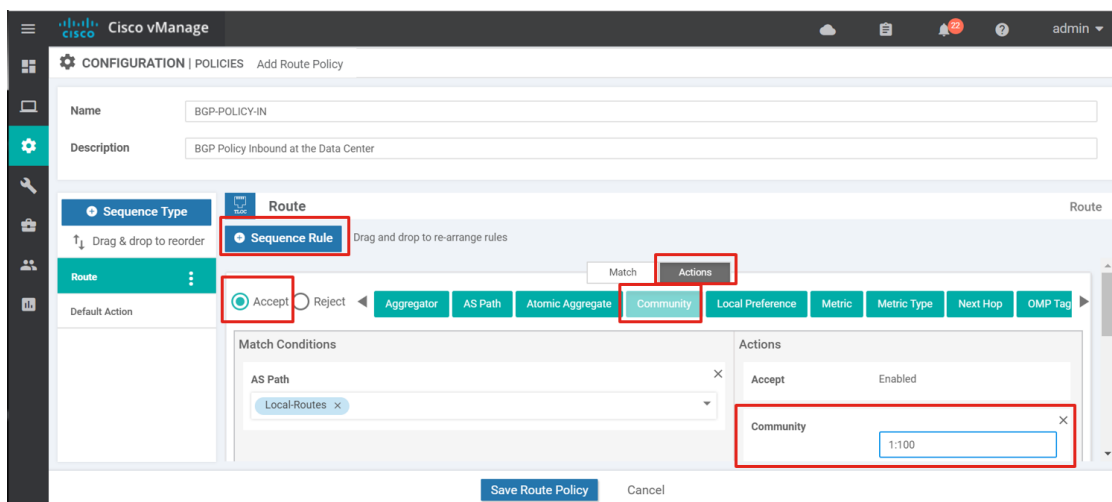 cisco Cisco vManage 22 admin
CONFIGURATION | POLICIES Add Route Policy
Name BGP-POLICY-IN
Description BGP Policy Inbound at the Data Center
Sequence Type
Drag & drop to reorder
Route
Default Action
TLOC Route Route
Sequence Rule Drag and drop to re-arrange rules
Match Actions
Accept Reject Aggregator AS Path Atomic Aggregate Community Local Preference Metric Metric Type Next Hop OMP Tag
Match Conditions
AS Path
Local-Routes ×
Actions
Accept Enabled
Community
1:100
Save Route Policy Cancel